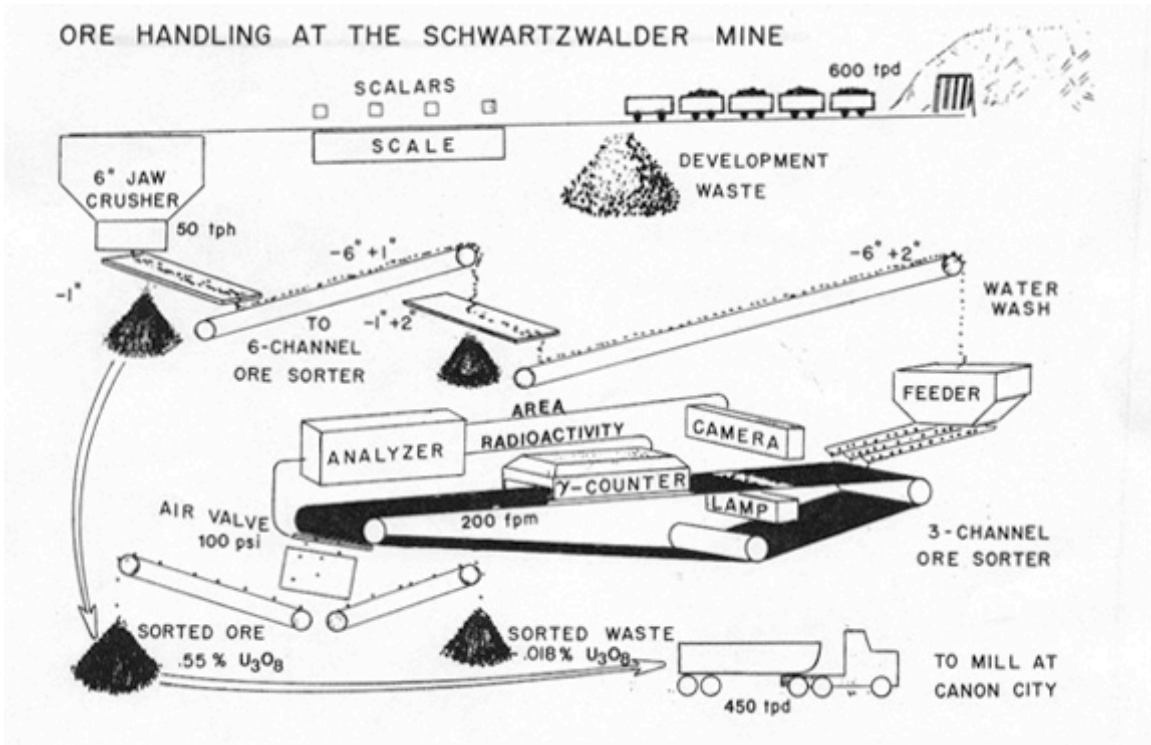 ORE HANDLING AT THE SCHWARTZWALDER MINE
600 tpd
SCALARS
SCALE
DEVELOPMENT
WASTE
6" JAW
CRUSHER
50 tph
-6"+1"
-6"+2"
-1"
WATER
WASH
TO
6-CHANNEL
ORE SORTER
-1"+2"
FEEDER
AREA
RADIOACTIVITY
CAMERA
ANALYZER
γ-COUNTER
LAMP
AIR VALVE
100 psi
200 fpm
3-CHANNEL
ORE SORTER
SORTED ORE
.55% U₃O₈
SORTED WASTE
.018% U₃O₈
TO MILL AT
CANON CITY
450 tpd